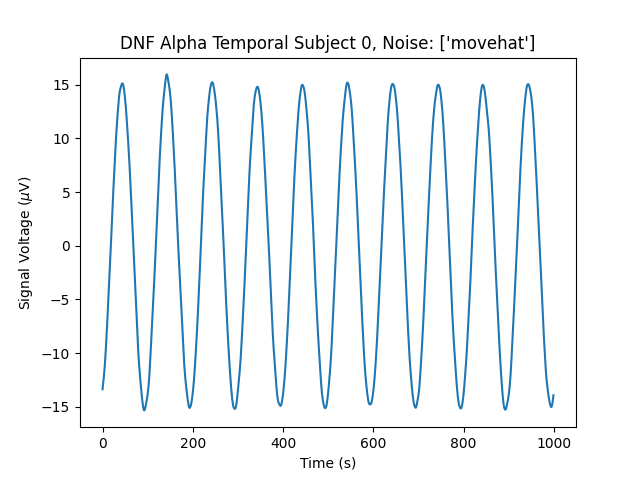 DNF Alpha Temporal Subject 0, Noise: ['movehat']
15
10
5
0
−5
−10
−15
Signal Voltage (μV)
0 200 400 600 800 1000
Time (s)